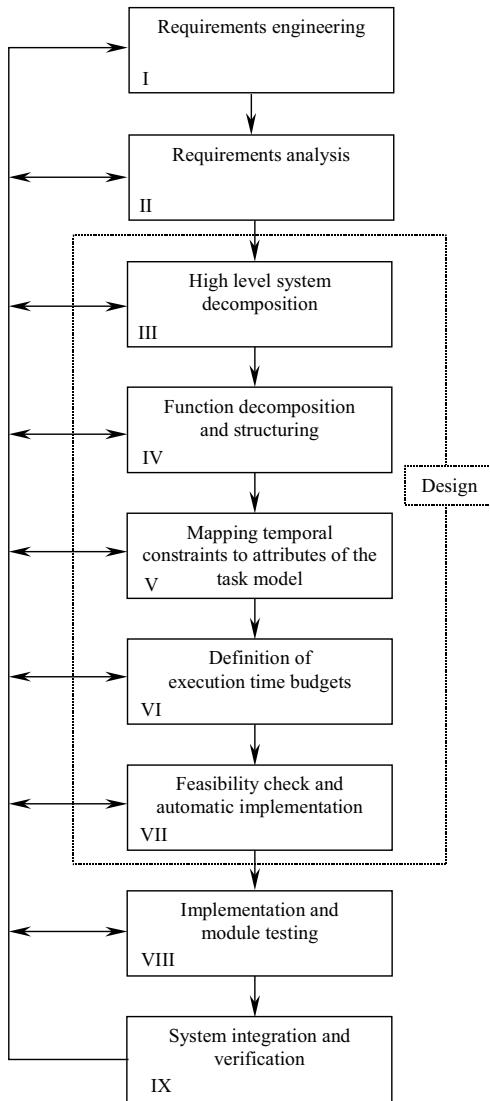 Requirements engineering
I
Requirements analysis
II
High level system
decomposition
III
Function decomposition
and structuring
IV
Design
Mapping temporal
constraints to attributes of the
task model
V
Definition of
execution time budgets
VI
Feasibility check and
automatic implementation
VII
Implementation and
module testing
VIII
System integration and
verification
IX